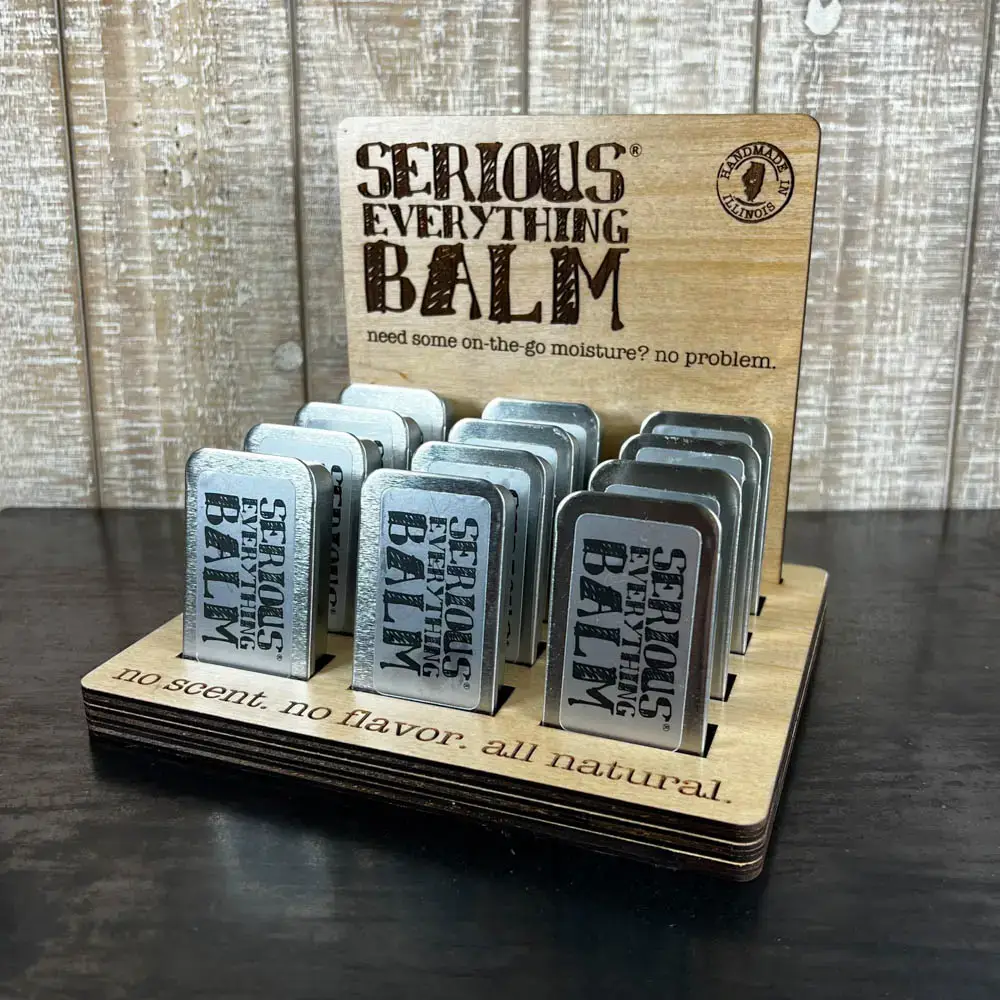 SERIOUS®
EVERYTHING
BALM
HANDMADE IN
ILLINOIS
need some on-the-go moisture? no problem.
SERIOUS
EVERYTHING
BALM
SERIOUS
SERIOUS®
EVERYTHING
BALM
SERIOUS®
EVERYTHING
BALM
no scent. no flavor. all natural.